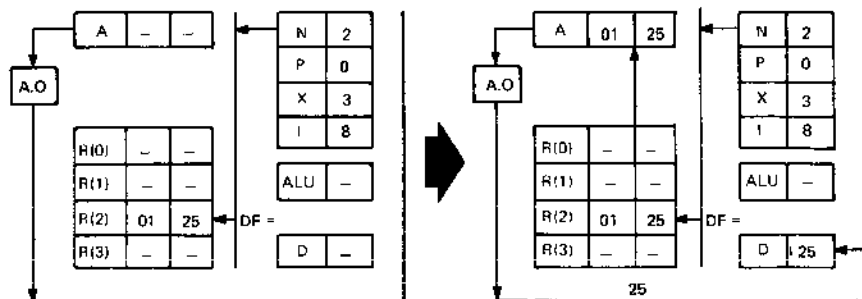 A – –
N 2
P 0
X 3
I 8
A.O
R(0) – –
R(1) – –
R(2) 01 25
R(3) – –
ALU –
DF =
D –
A 01 25
N 2
P 0
X 3
I 8
A.O
R(0) – –
R(1) – –
R(2) 01 25
R(3) – –
ALU –
DF =
D 25
25